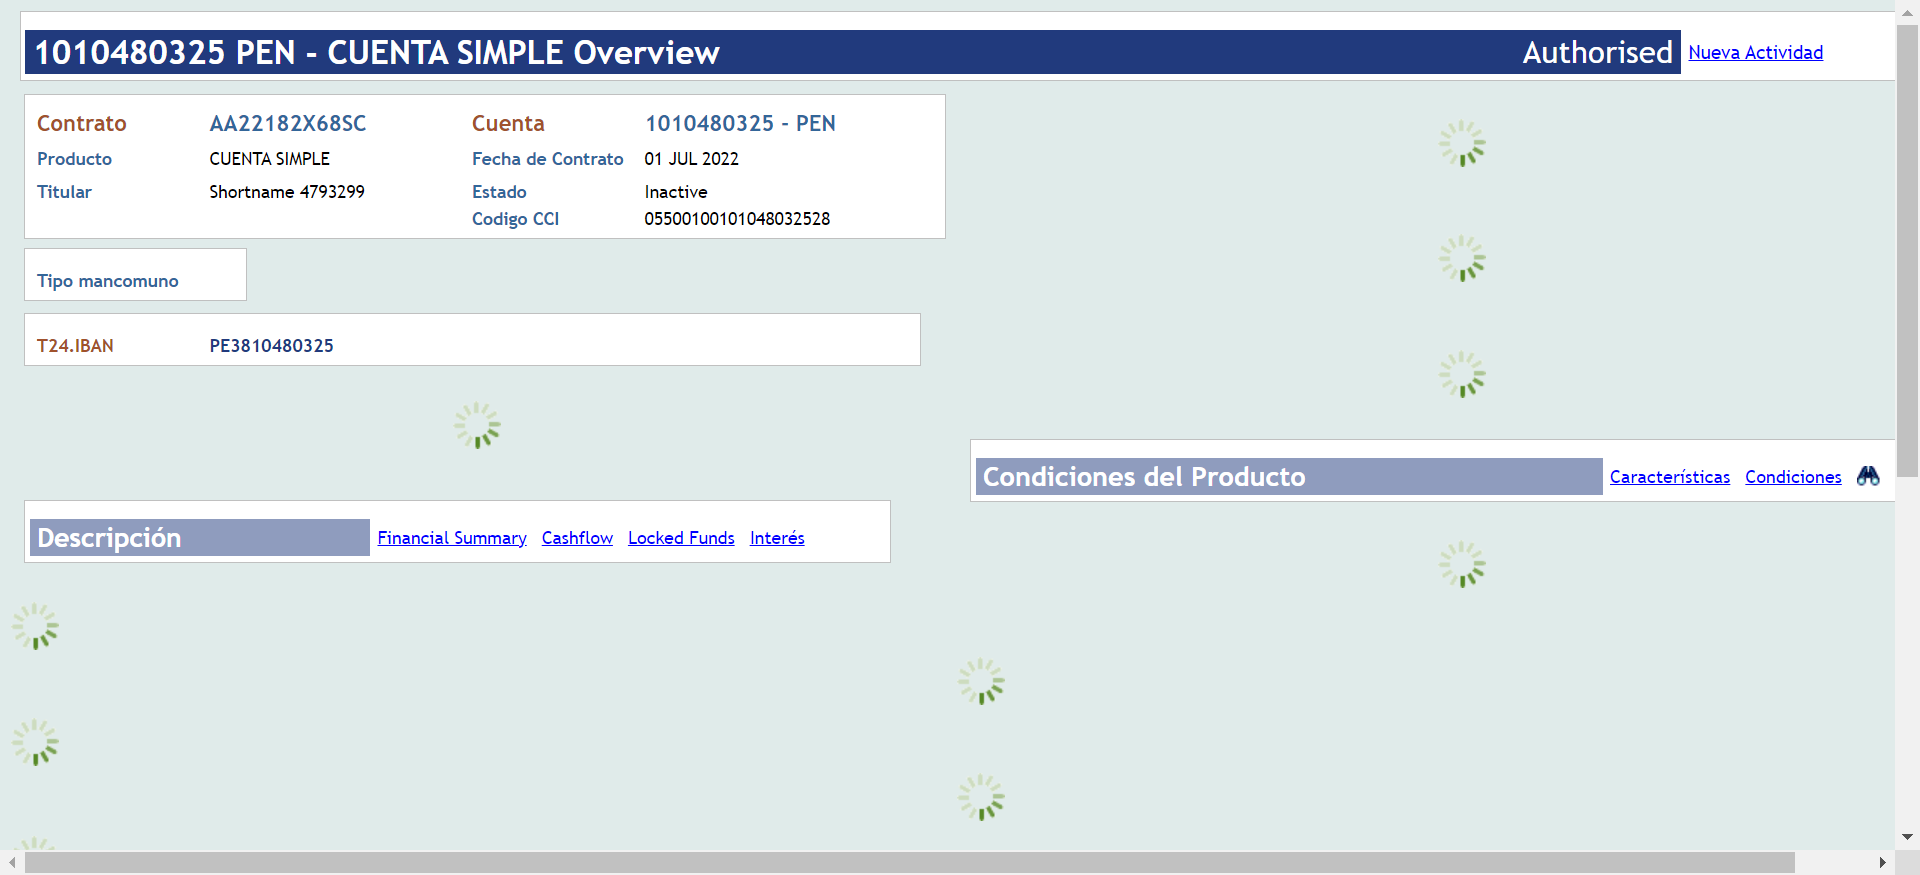 1010480325 PEN - CUENTA SIMPLE Overview Authorised Nueva Actividad
Contrato AA22182X68SC Cuenta 1010480325 - PEN
Producto CUENTA SIMPLE Fecha de Contrato 01 JUL 2022
Titular Shortname 4793299 Estado Inactive
Codigo CCI 05500100101048032528
Tipo mancomuno
T24.IBAN PE3810480325
Condiciones del Producto Características Condiciones
Descripción Financial Summary Cashflow Locked Funds Interés